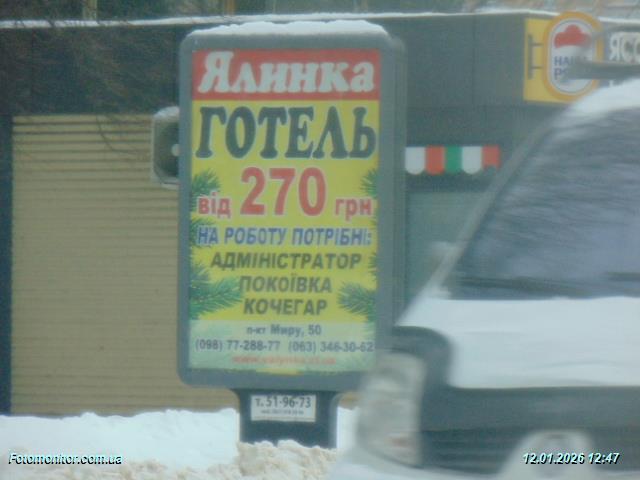 Ялинка
ГОТЕЛЬ
від 270 грн
НА РОБОТУ ПОТРІБНІ:
АДМІНІСТРАТОР
ПОКОЇВКА
КОЧЕГАР
п-кт Миру, 50
(098) 77-288-77 (063) 346-30-62
т. 51-96-73
Fotomonitor.com.ua
12.01.2026 12:47